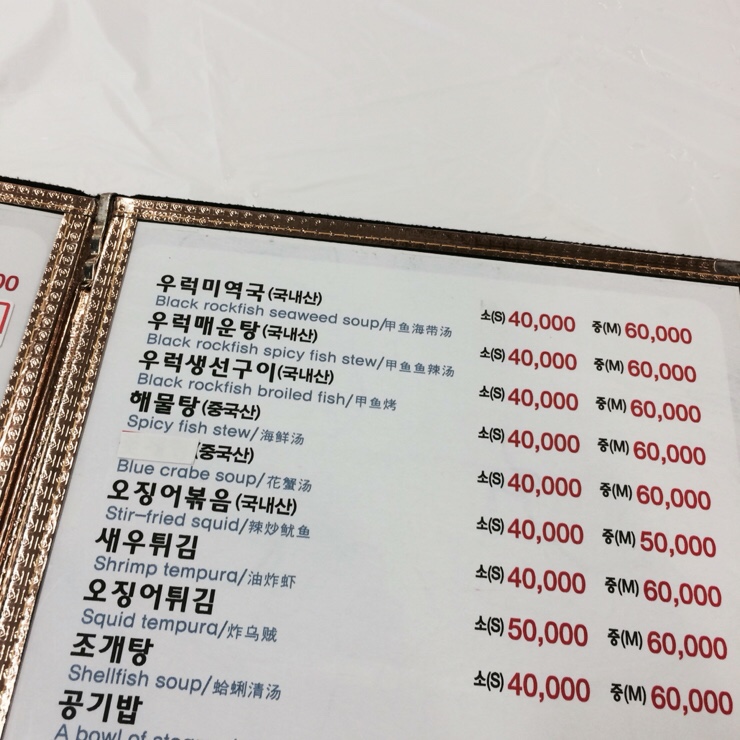 우럭미역국(국내산) 소(S) 40,000 중(M) 60,000
Black rockfish seaweed soup/甲鱼海带汤
우럭매운탕(국내산) 소(S) 40,000 중(M) 60,000
Black rockfish spicy fish stew/甲鱼鱼辣汤
우럭생선구이(국내산) 소(S) 40,000 중(M) 60,000
Black rockfish broiled fish/甲鱼烤
해물탕(중국산) 소(S) 40,000 중(M) 60,000
Spicy fish stew/海鲜汤
(중국산) 소(S) 40,000 중(M) 60,000
Blue crabe soup/花蟹汤
오징어볶음(국내산) 소(S) 40,000 중(M) 50,000
Stir-fried squid/辣炒鱿鱼
새우튀김 소(S) 40,000 중(M) 60,000
Shrimp tempura/油炸虾
오징어튀김 소(S) 50,000 중(M) 60,000
Squid tempura/炸乌贼
조개탕 소(S) 40,000 중(M) 60,000
Shellfish soup/蛤蜊清汤
공기밥
A bowl of